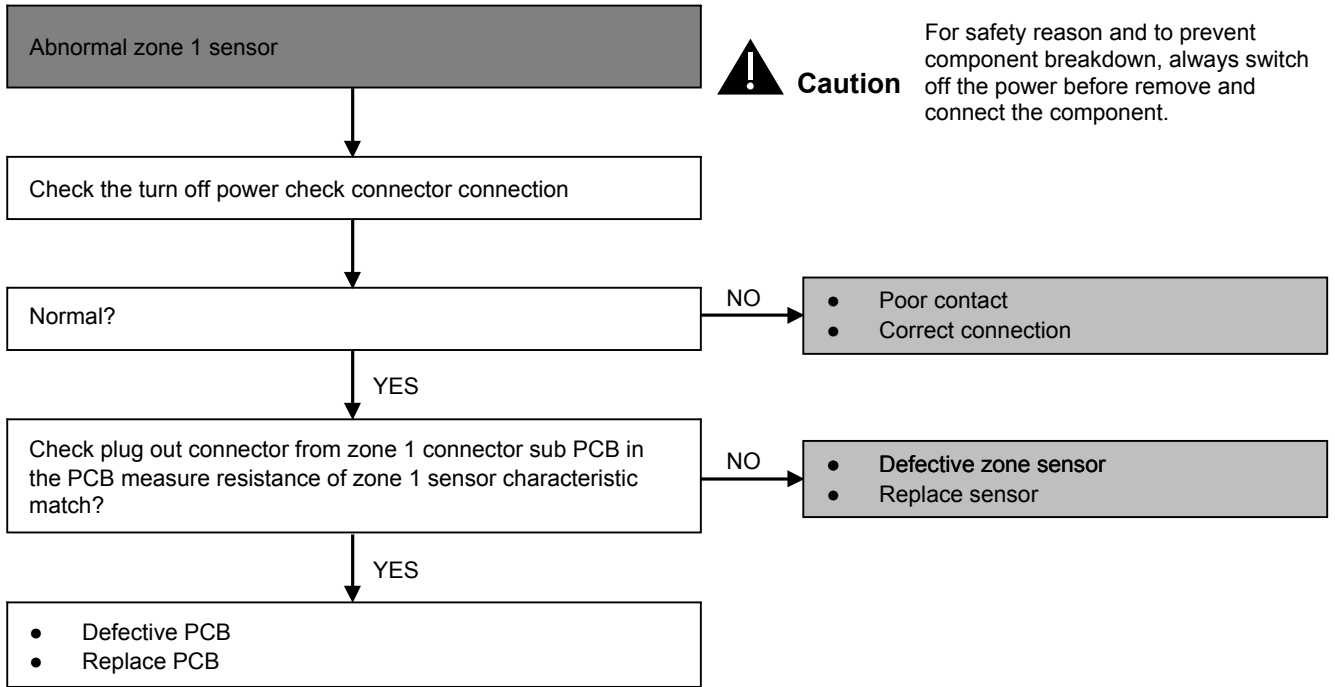 Abnormal zone 1 sensor
Caution
For safety reason and to prevent
component breakdown, always switch
off the power before remove and
connect the component.
Check the turn off power check connector connection
Normal?
NO
● Poor contact
● Correct connection
YES
Check plug out connector from zone 1 connector sub PCB in
the PCB measure resistance of zone 1 sensor characteristic
match?
NO
● Defective zone sensor
● Replace sensor
YES
● Defective PCB
● Replace PCB